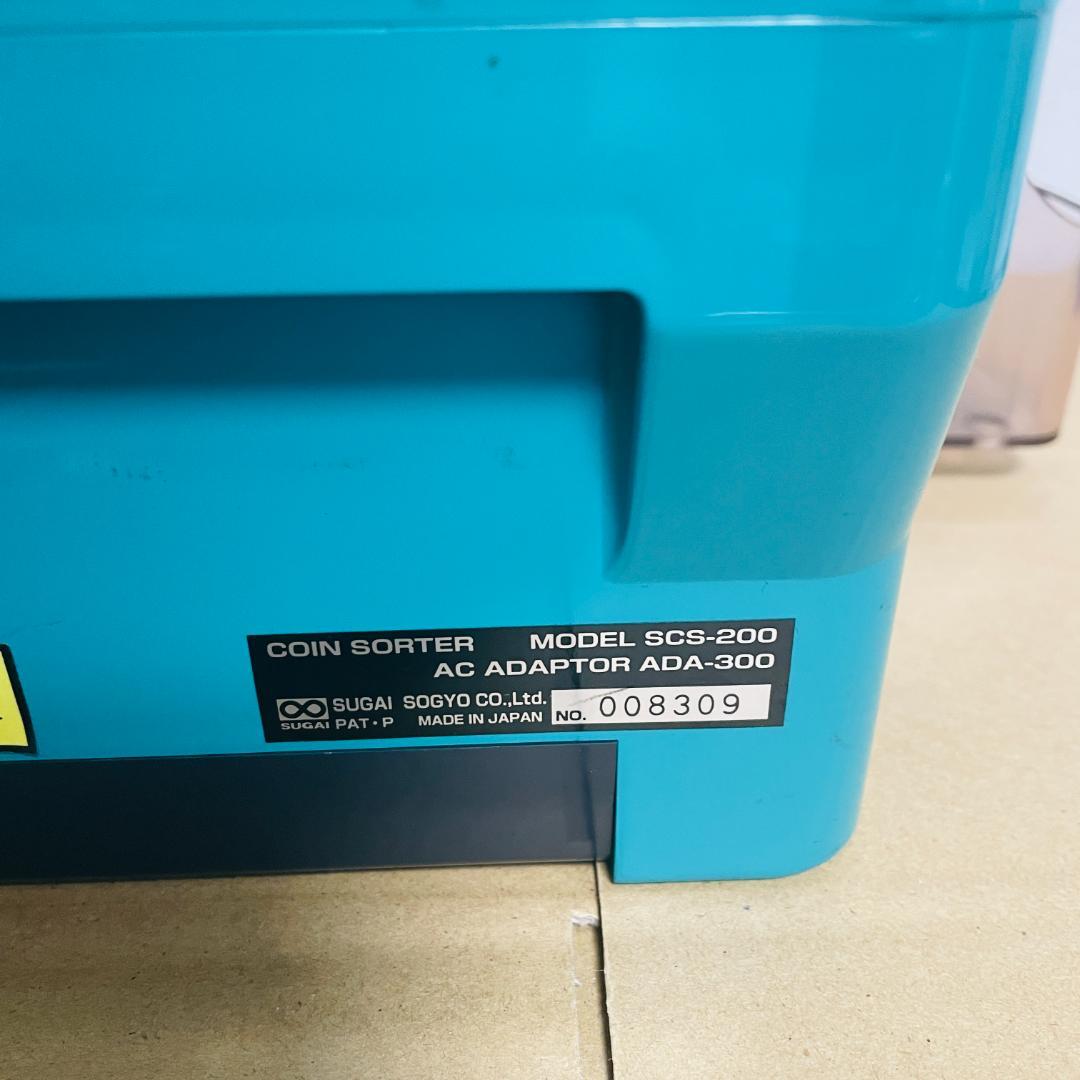 COIN SORTER MODEL SCS-200
AC ADAPTOR ADA-300
SUGAI SOGYO CO.,Ltd.
SUGAI PAT・P MADE IN JAPAN NO. 008309